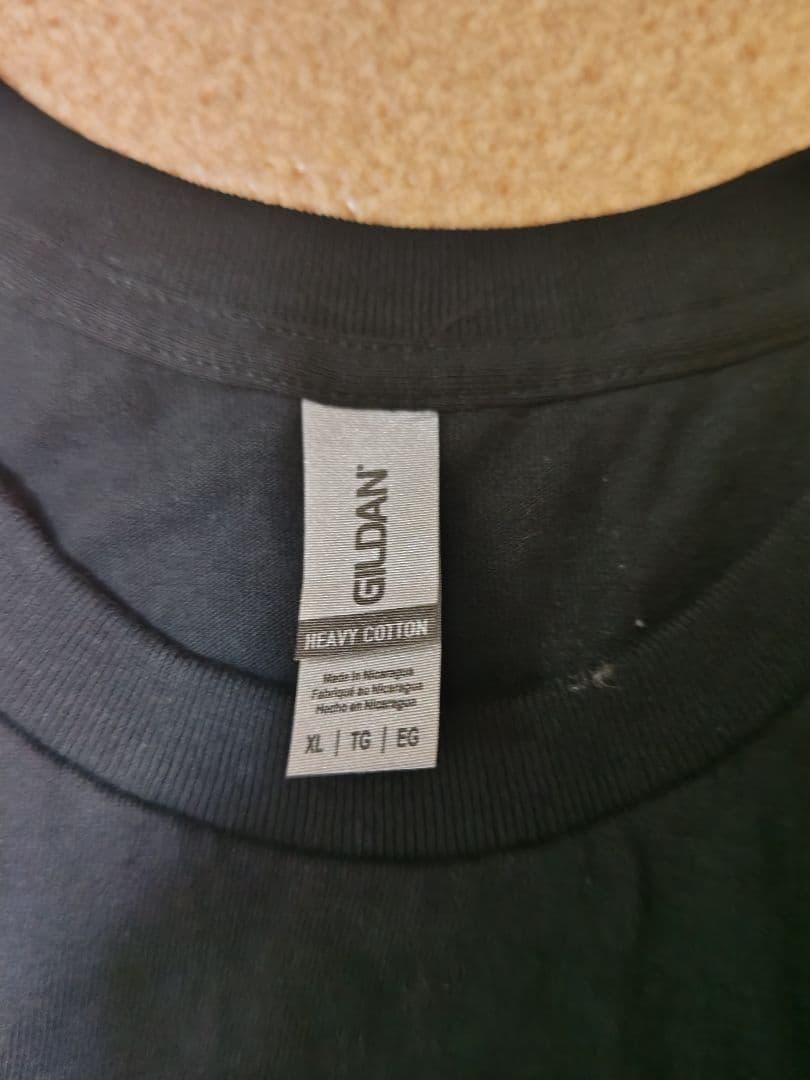 GILDAN
HEAVY COTTON
Made in Nicaragua
Fabriqué au Nicaragua
Hecho en Nicaragua
XL | TG | EG